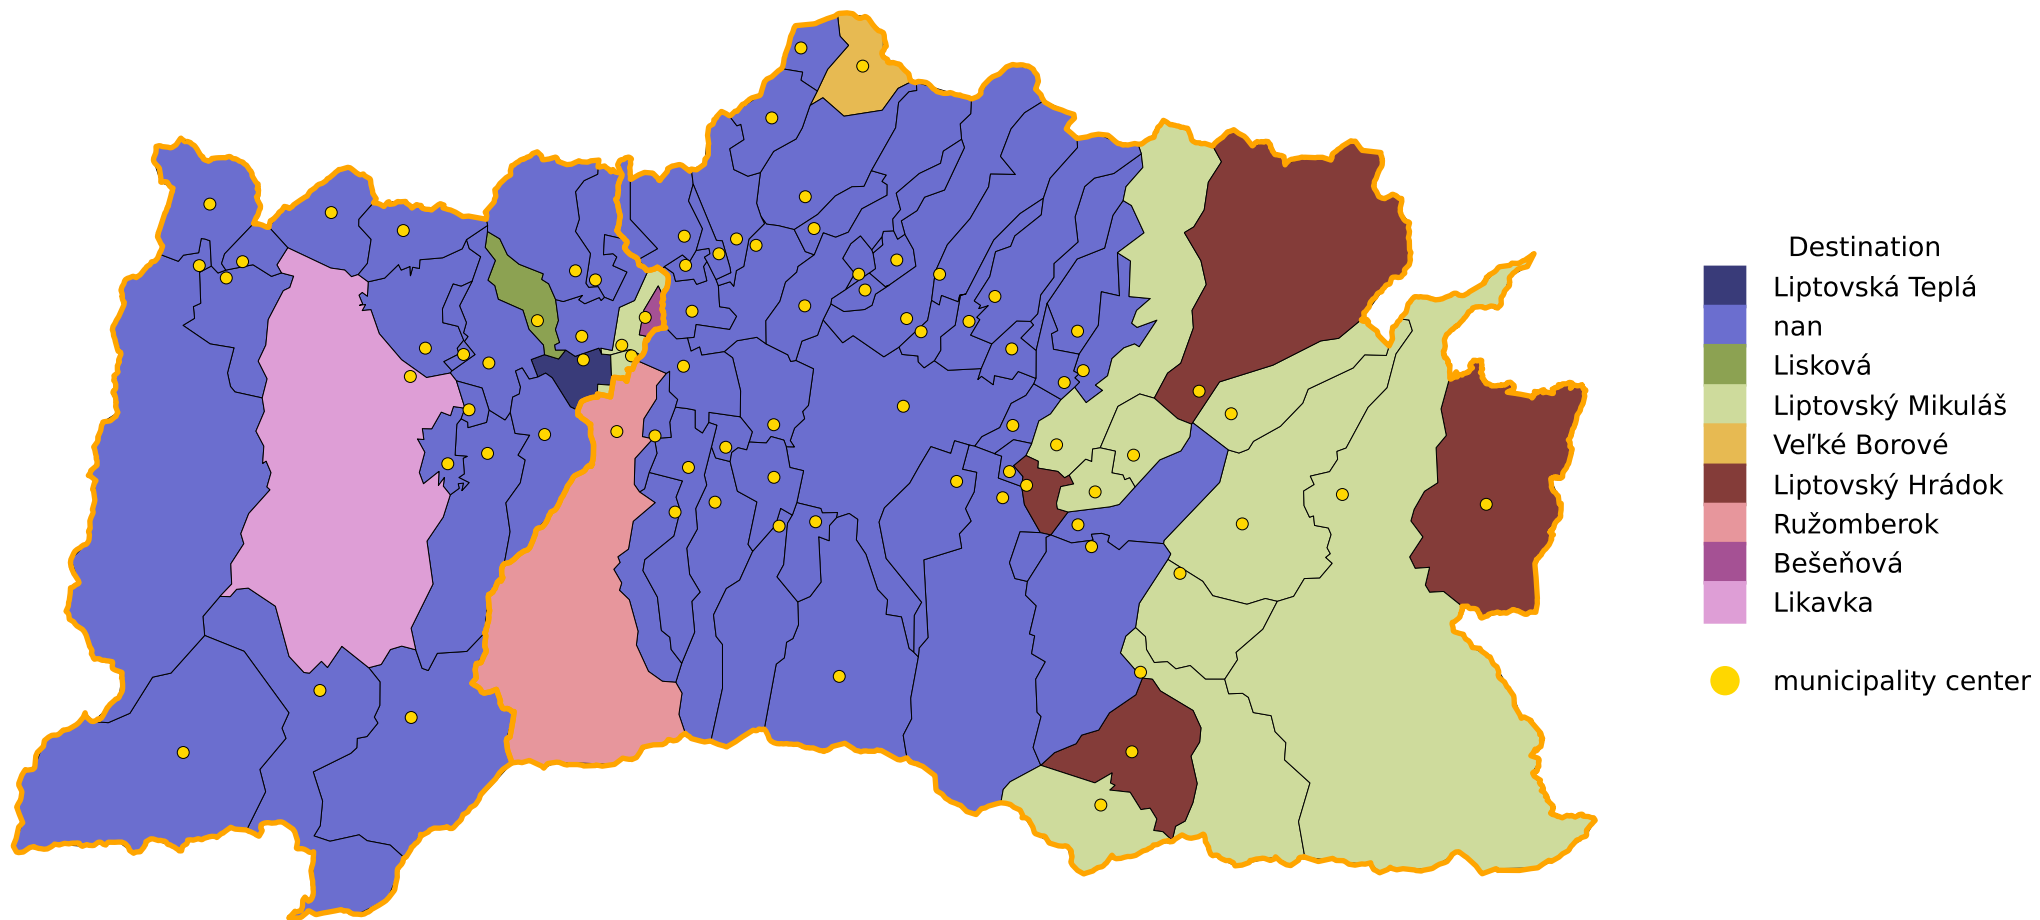 Destination
Liptovská Teplá
nan
Lisková
Liptovský Mikuláš
Veľké Borové
Liptovský Hrádok
Ružomberok
Bešeňová
Likavka
municipality center